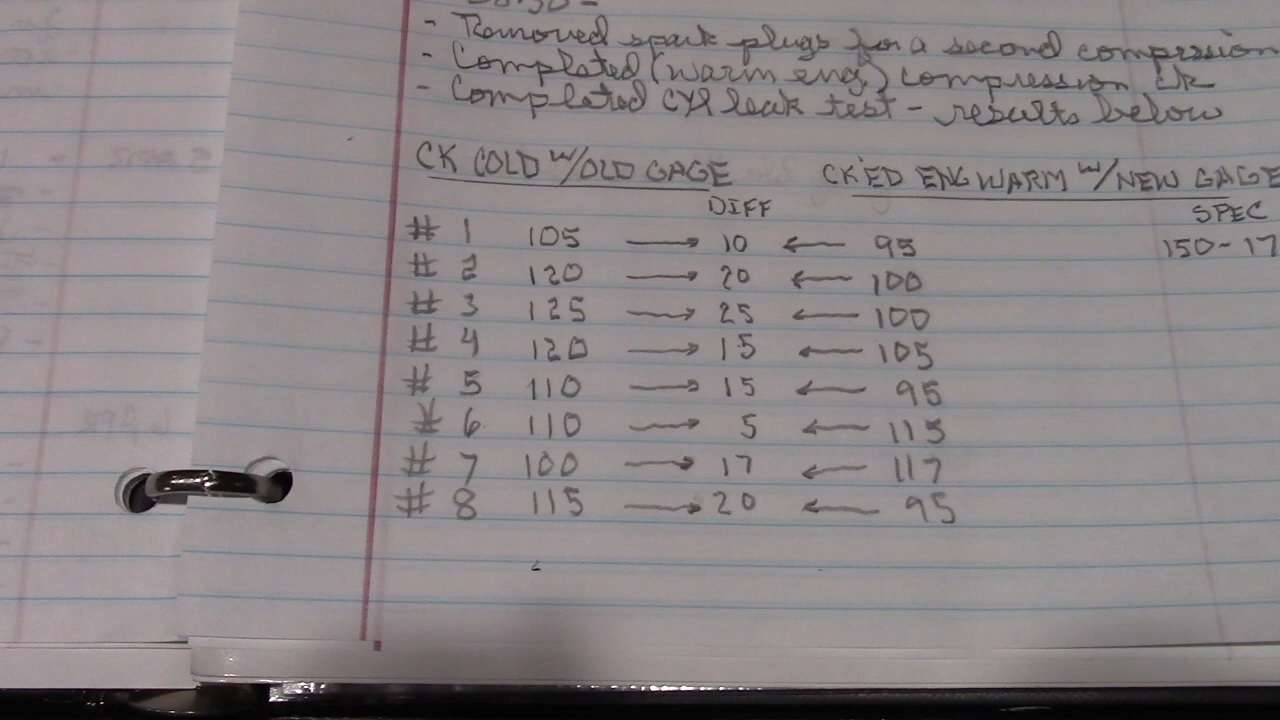 - Removed spark plugs for a second compression
- Completed (warm eng.) compression ck
- Completed CYL leak test - results below
CK COLD W/OLD GAGE CK'ED ENG WARM W/NEW GAGE
DIFF SPEC
# 1 105 → 10 ← 95 150-17
# 2 120 → 20 ← 100
# 3 125 → 25 ← 100
# 4 120 → 15 ← 105
# 5 110 → 15 ← 95
# 6 110 → 5 ← 115
# 7 100 → 17 ← 117
# 8 115 → 20 ← 95